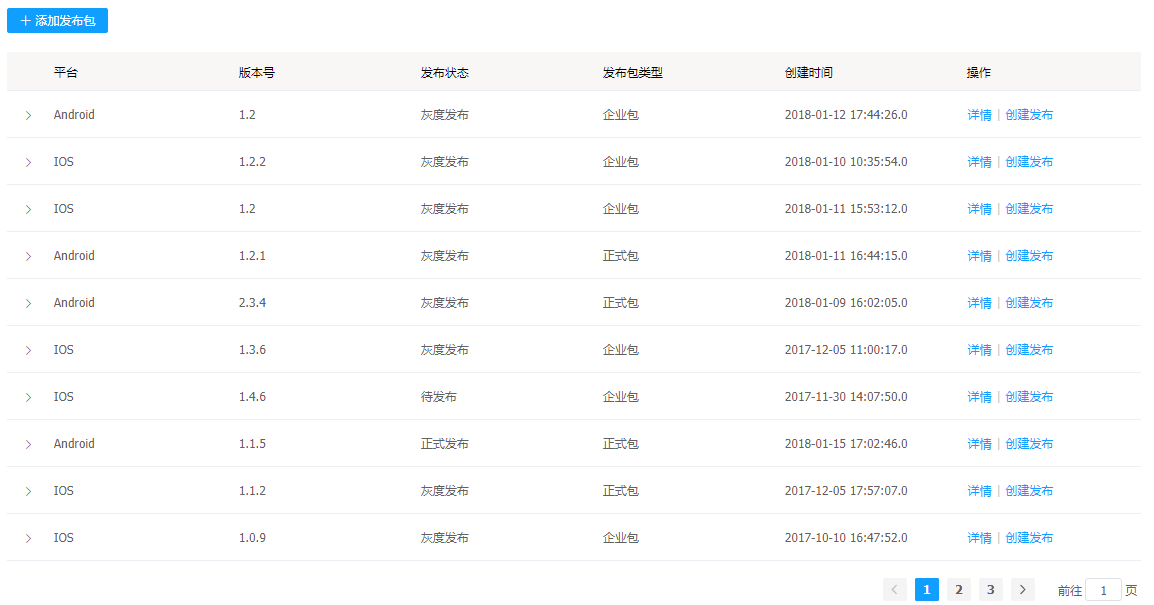 + 添加发布包
平台 版本号 发布状态 发布包类型 创建时间 操作
Android 1.2 灰度发布 企业包 2018-01-12 17:44:26.0 详情 | 创建发布
IOS 1.2.2 灰度发布 企业包 2018-01-10 10:35:54.0 详情 | 创建发布
IOS 1.2 灰度发布 企业包 2018-01-11 15:53:12.0 详情 | 创建发布
Android 1.2.1 灰度发布 正式包 2018-01-11 16:44:15.0 详情 | 创建发布
Android 2.3.4 灰度发布 正式包 2018-01-09 16:02:05.0 详情 | 创建发布
IOS 1.3.6 灰度发布 企业包 2017-12-05 11:00:17.0 详情 | 创建发布
IOS 1.4.6 待发布 企业包 2017-11-30 14:07:50.0 详情 | 创建发布
Android 1.1.5 正式发布 正式包 2018-01-15 17:02:46.0 详情 | 创建发布
IOS 1.1.2 灰度发布 正式包 2017-12-05 17:57:07.0 详情 | 创建发布
IOS 1.0.9 灰度发布 企业包 2017-10-10 16:47:52.0 详情 | 创建发布
1 2 3 前往 1 页